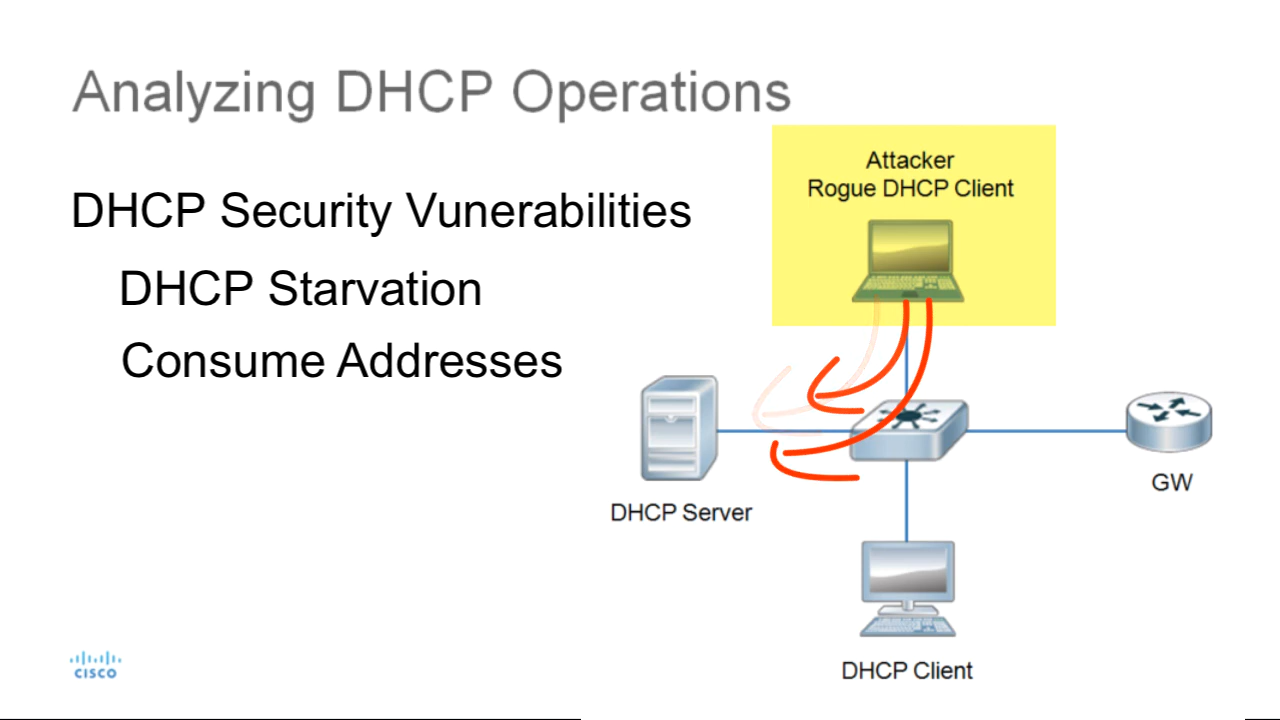 Analyzing DHCP Operations
DHCP Security Vunerabilities
DHCP Starvation
Consume Addresses
Attacker
Rogue DHCP Client
DHCP Server
GW
DHCP Client
CISCO